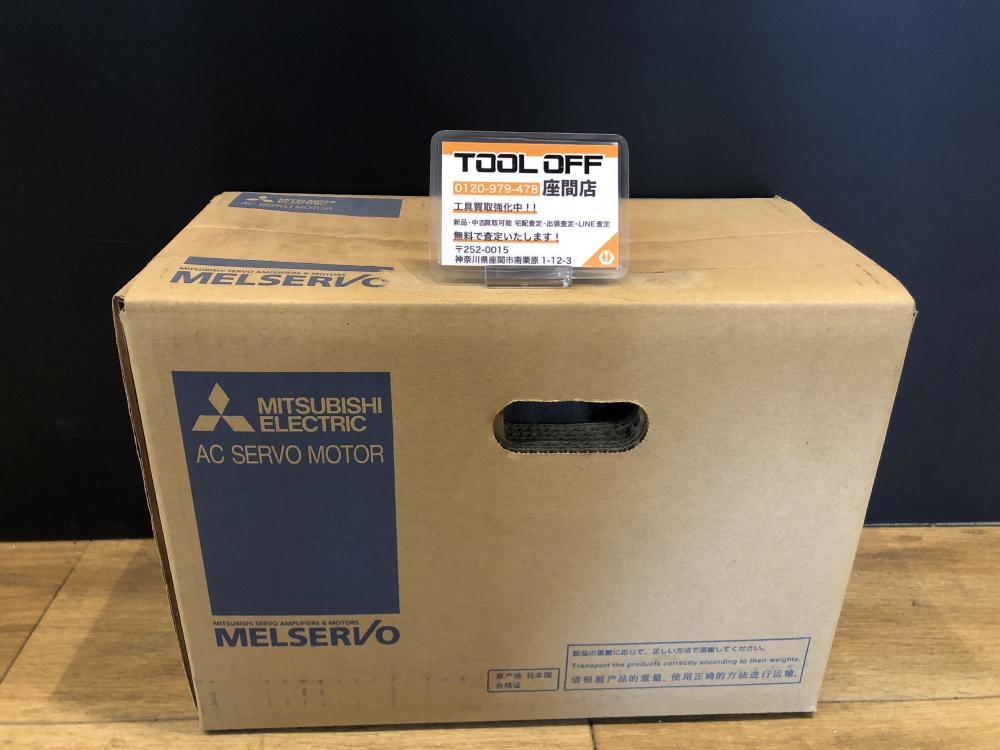 TOOL OFF
0120-979-478 座間店
工具買取強化中!!
新品・中古買取可能 宅配査定・出張査定・LINE査定
無料で査定いたします!
〒252-0015
神奈川県座間市南栗原 1-12-3
MITSUBISHI
ELECTRIC
AC SERVO MOTOR
MITSUBISHI SERVO AMPLIFIERS & MOTORS
MELSERVO
MITSUBISHI
ELECTRIC
AC SERVO MOTOR
MITSUBISHI SERVO AMPLIFIERS & MOTORS
MELSERVO
原产地 日本国
合格证
製品の重量に応じて、正しい方法で運搬してください。
Transport the products correctly according to their weights.
请根据产品的重量，使用正确的方法进行运输。